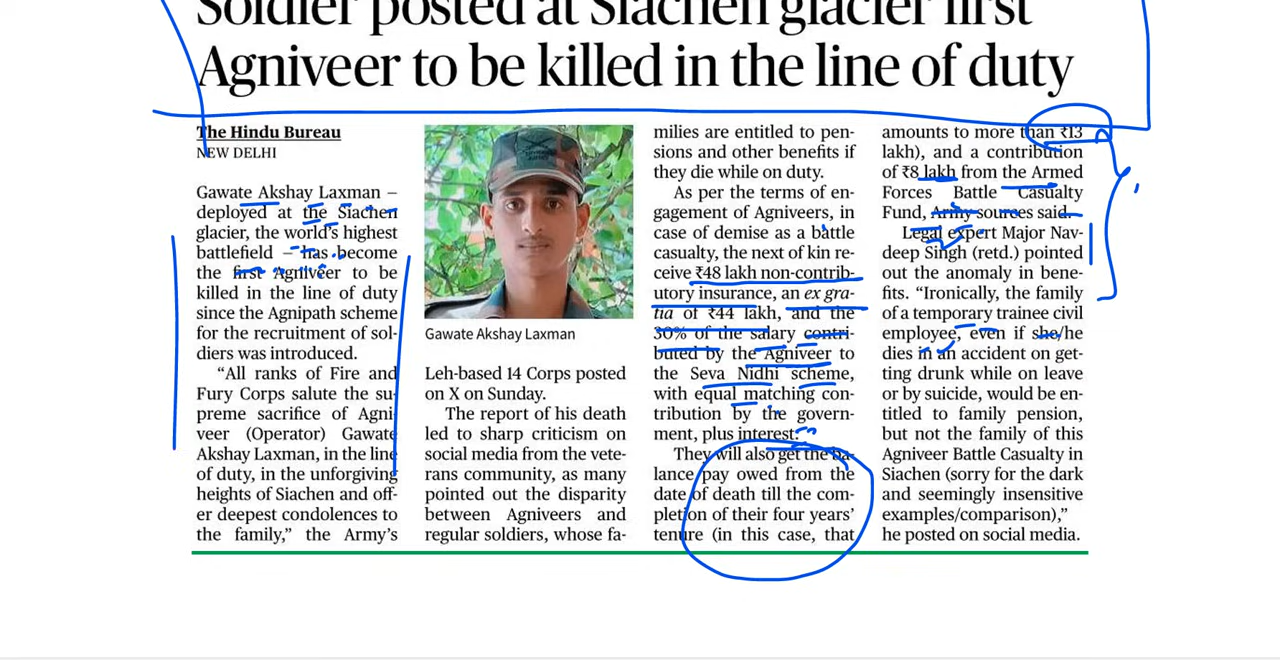 Soldier posted at Siachen glacier first
Agniveer to be killed in the line of duty
The Hindu Bureau
NEW DELHI
Gawate Akshay Laxman –
deployed at the Siachen
glacier, the world's highest
battlefield – has become
the first Agniveer to be
killed in the line of duty
since the Agnipath scheme
for the recruitment of sol-
diers was introduced.
“All ranks of Fire and
Fury Corps salute the su-
preme sacrifice of Agni-
veer (Operator) Gawate
Akshay Laxman, in the line
of duty, in the unforgiving
heights of Siachen and off-
er deepest condolences to
the family,” the Army's
Gawate Akshay Laxman
Leh-based 14 Corps posted
on X on Sunday.
The report of his death
led to sharp criticism on
social media from the vete-
rans community, as many
pointed out the disparity
between Agniveers and
regular soldiers, whose fa-
milies are entitled to pen-
sions and other benefits if
they die while on duty.
As per the terms of en-
gagement of Agniveers, in
case of demise as a battle
casualty, the next of kin re-
ceive ₹48 lakh non-contrib-
utory insurance, an ex gra-
tia of ₹44 lakh, and the
30% of the salary contri-
buted by the Agniveer to
the Seva Nidhi scheme,
with equal matching con-
tribution by the govern-
ment, plus interest.
They will also get the ba-
lance pay owed from the
date of death till the com-
pletion of their four years'
tenure (in this case, that
amounts to more than ₹13
lakh), and a contribution
of ₹8 lakh from the Armed
Forces Battle Casualty
Fund, Army sources said.
Legal expert Major Nav-
deep Singh (retd.) pointed
out the anomaly in bene-
fits. “Ironically, the family
of a temporary trainee civil
employee, even if she/he
dies in an accident on get-
ting drunk while on leave
or by suicide, would be en-
titled to family pension,
but not the family of this
Agniveer Battle Casualty in
Siachen (sorry for the dark
and seemingly insensitive
examples/comparison),”
he posted on social media.